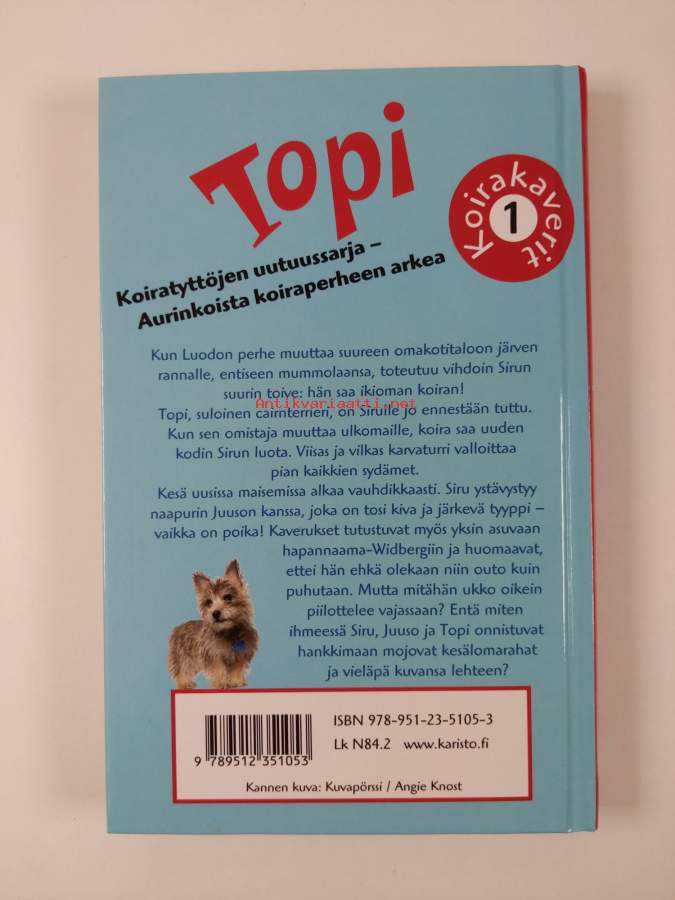 Topi
Koirakaverit
1
Koiratyttöjen uutuussarja –
Aurinkoista koiraperheen arkea
Kun Luodon perhe muuttaa suureen omakotitaloon järven
rannalle, entiseen mummolaansa, toteutuu vihdoin Sirun
suurin toive: hän saa ikioman koiran!
Antikvariaatti.net
Topi, suloinen cairnterrieri, on Sirulle jo ennestään tuttu.
Kun sen omistaja muuttaa ulkomaille, koira saa uuden
kodin Sirun luota. Viisas ja vilkas karvaturri valloittaa
pian kaikkien sydämet.
Kesä uusissa maisemissa alkaa vauhdikkaasti. Siru ystävystyy
naapurin Juuson kanssa, joka on tosi kiva ja järkevä tyyppi –
vaikka on poika! Kaverukset tutustuvat myös yksin asuvaan
hapannaama-Widbergiin ja huomaavat,
ettei hän ehkä olekaan niin outo kuin
puhutaan. Mutta mitähän ukko oikein
piilottelee vajassaan? Entä miten
ihmeessä Siru, Juuso ja Topi onnistuvat
hankkimaan mojovat kesälomarahat
ja vieläpä kuvansa lehteen?
ISBN 978-951-23-5105-3
Lk N84.2 www.karisto.fi
9 789512 351053
Kannen kuva: Kuvapörssi / Angie Knost